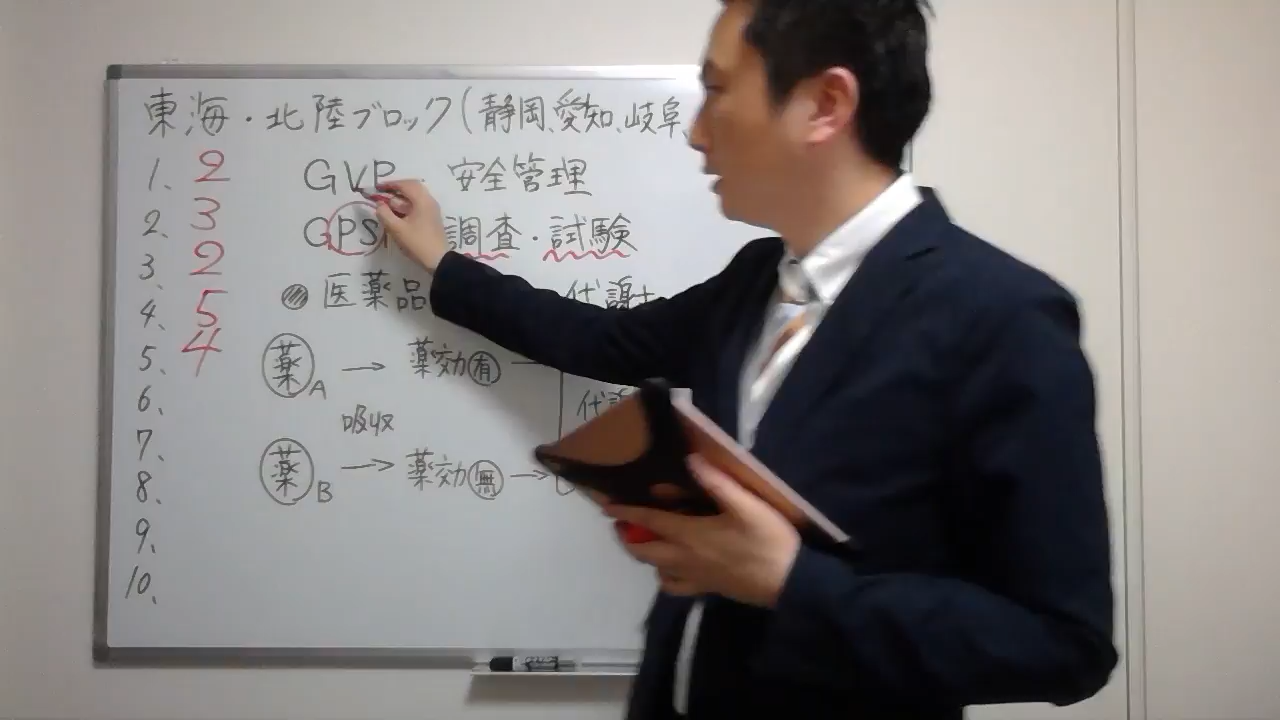 東海・北陸ブロック(静岡、愛知、岐阜、
1、 2 GVP… 安全管理
2、 3 GPS 調査・試験
3、 2
医薬品 代謝
4、 5
5、 4 薬A → 薬効有
6、 代
吸収
7、
8、 薬B → 薬効無 →
9、
10、